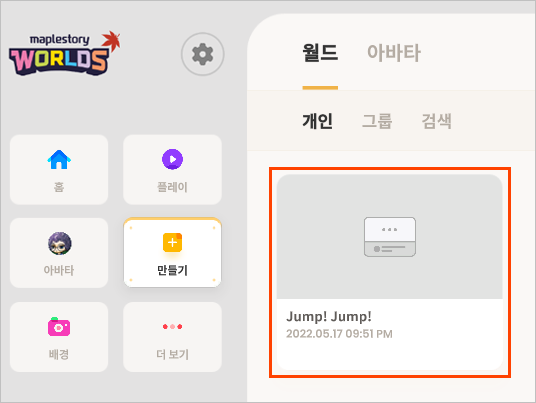 maplestory
WORLDS
홈
플레이
아바타
만들기
배경
더 보기
월드
아바타
개인
그룹
검색
Jump! Jump!
2022.05.17 09:51 PM